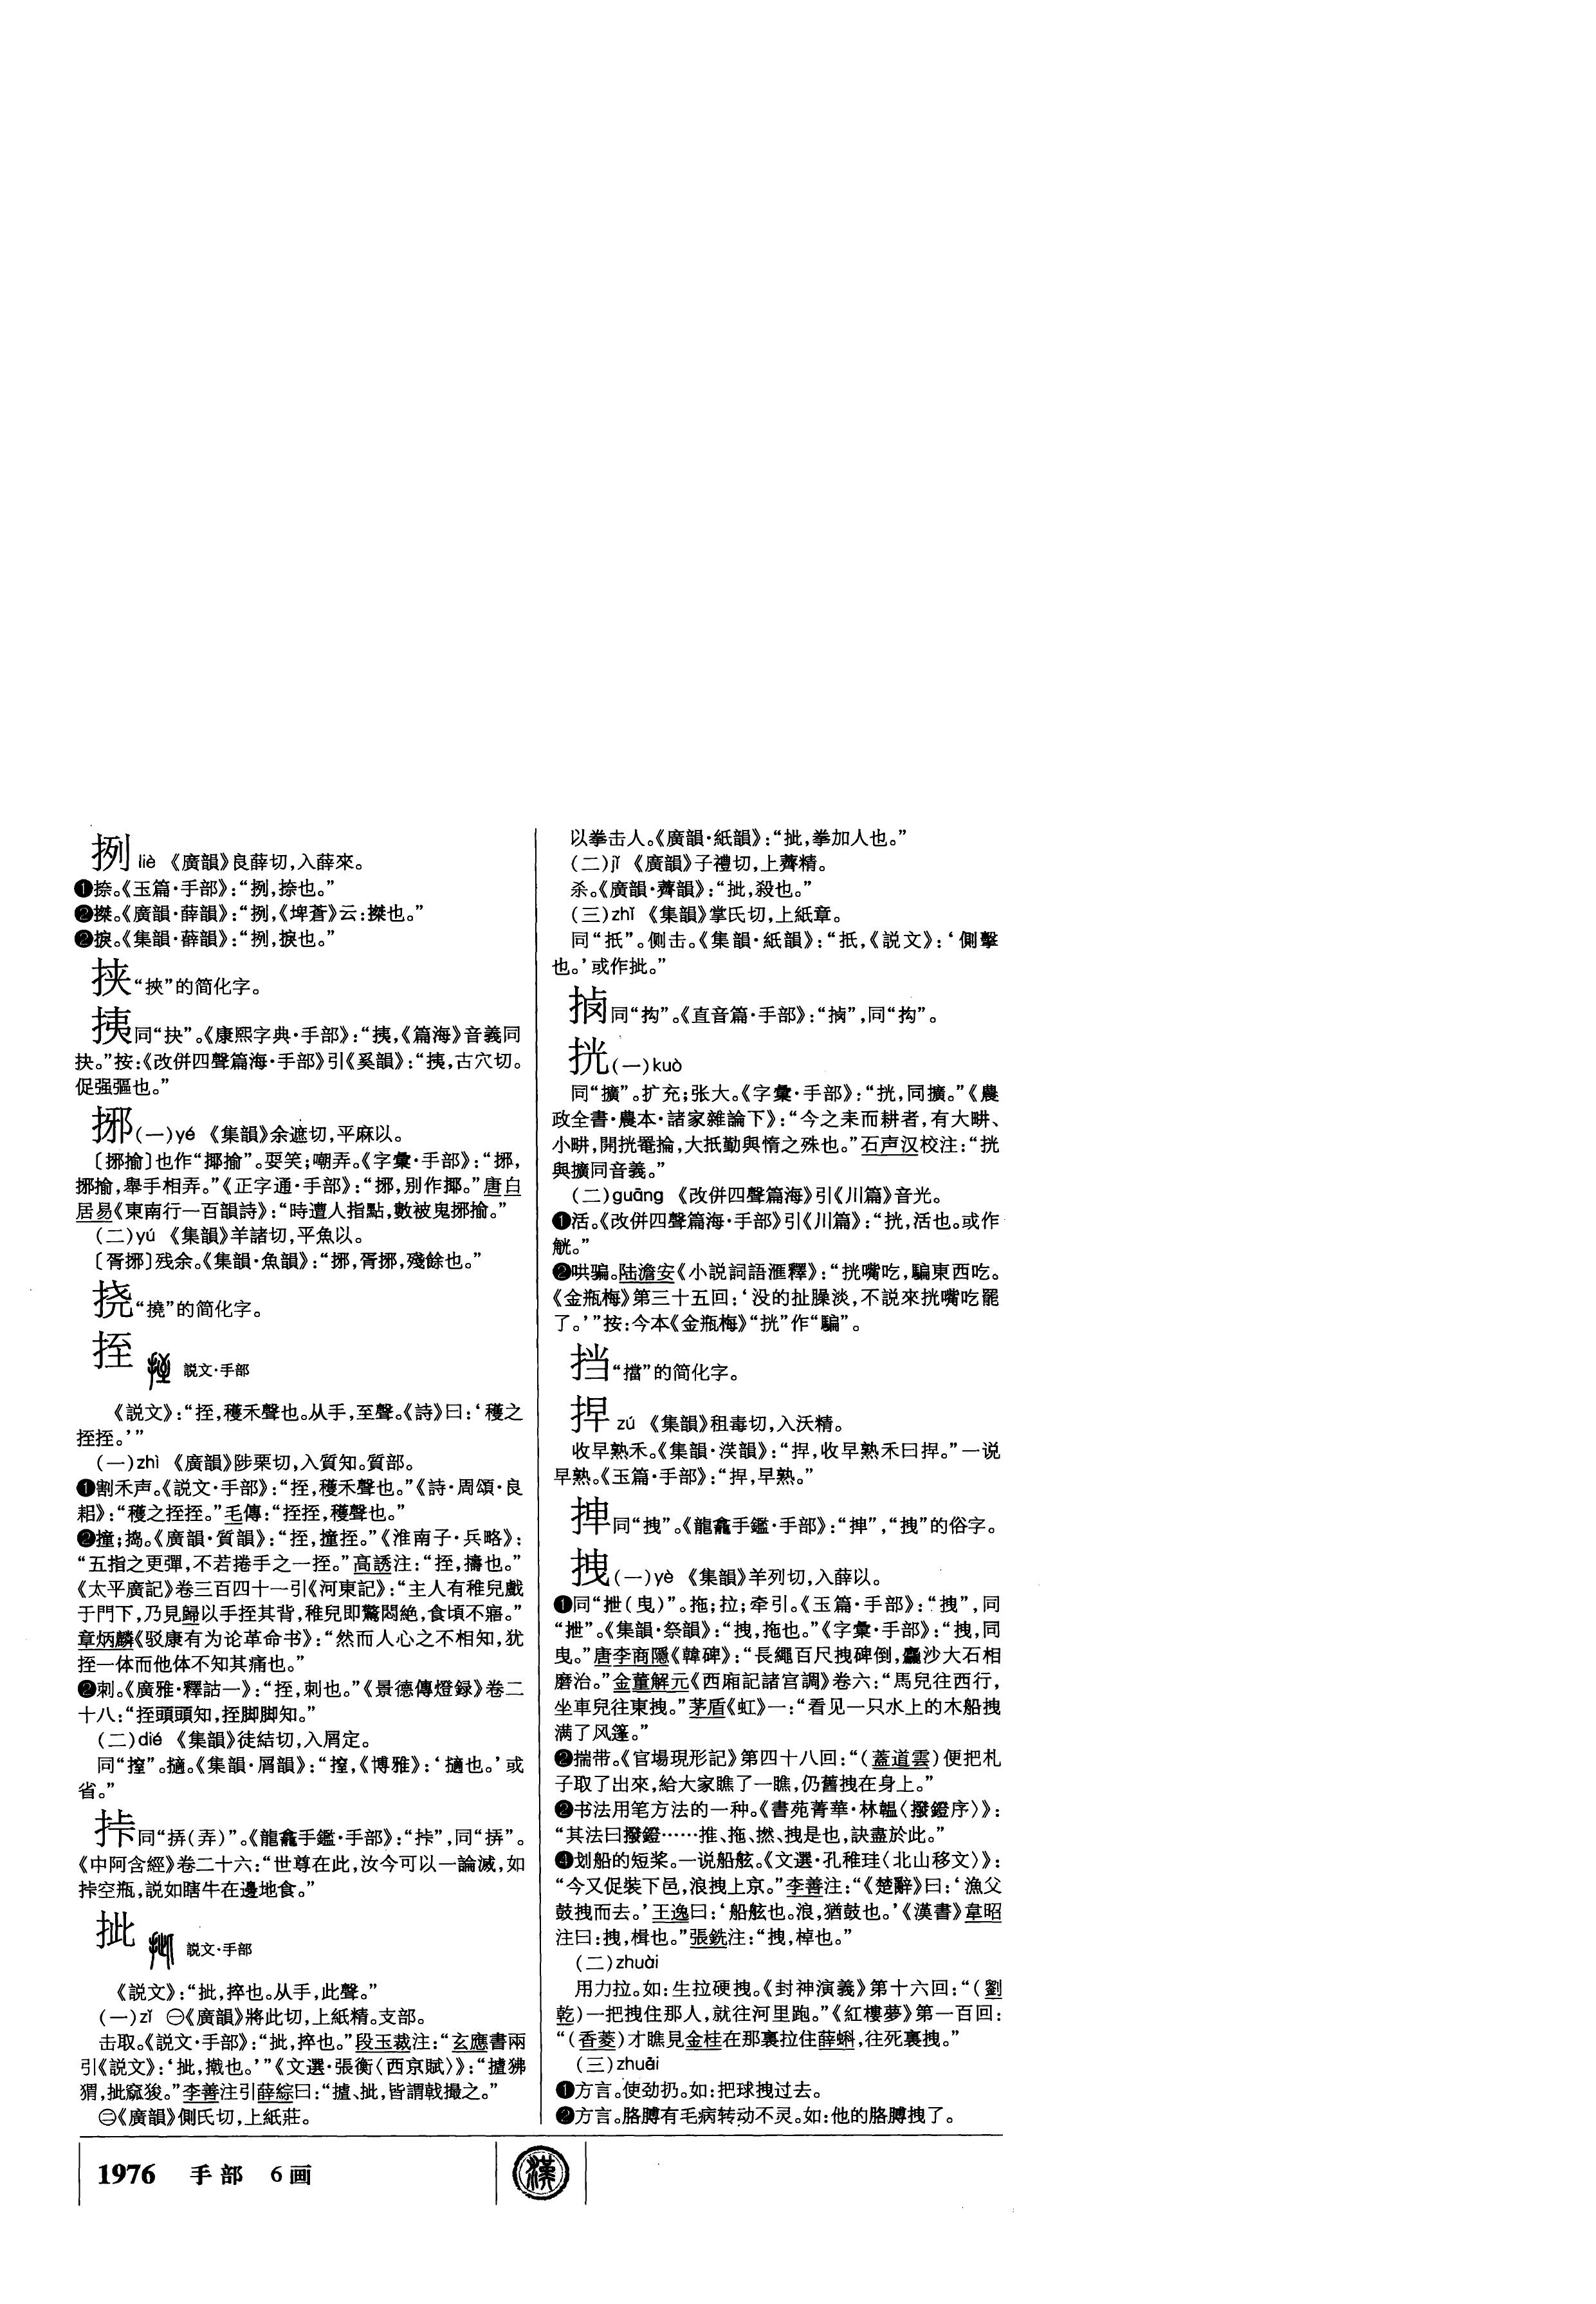 挒 liè 《廣韻》良薛切,入薛來。
❶捺。《玉篇·手部》:“挒,捺也。”
❷㩉。《廣韻·薛韻》:“挒,《埤蒼》云:㩉也。”
❷捩。《集韻·薛韻》:“挒,捩也。”
挟“挾”的简化字。
𢫦同“抉”。《康熙字典·手部》:“𢫦,《篇海》音義同
抉。”按:《改併四聲篇海·手部》引《奚韻》:“𢫦,古穴切。
促强彄也。”
挪(一)yé 《集韻》余遮切,平麻以。
〔挪揄〕也作“揶揄”。耍笑;嘲弄。《字彙·手部》:“挪,
挪揄,舉手相弄。”《正字通·手部》:“挪,别作揶。”唐白
居易《東南行一百韻詩》:“時遭人指點,數被鬼挪揄。”
(二)yú 《集韻》羊諸切,平魚以。
〔胥挪〕残余。《集韻·魚韻》:“挪,胥挪,殘餘也。”
挠“撓”的简化字。
挃 説文·手部
《説文》:“挃,穫禾聲也。从手,至聲。《詩》曰:‘穫之
挃挃。’”
(一)zhì 《廣韻》陟栗切,入質知。質部。
❶割禾声。《説文·手部》:“挃,穫禾聲也。”《詩·周頌·良
耜》:“穫之挃挃。”毛傳:“挃挃,穫聲也。”
❷撞;捣。《廣韻·質韻》:“挃,撞挃。”《淮南子·兵略》:
“五指之更彈,不若捲手之一挃。”高誘注:“挃,擣也。”
《太平廣記》卷三百四十一引《河東記》:“主人有稚兒戲
于門下,乃見歸以手挃其背,稚兒即驚悶絶,食頃不寤。”
章炳麟《驳康有为论革命书》:“然而人心之不相知,犹
挃一体而他体不知其痛也。”
❷刺。《廣雅·釋詁一》:“挃,刺也。”《景德傳燈録》卷二
十八:“挃頭頭知,挃脚脚知。”
(二)dié 《集韻》徒結切,入屑定。
同“㨖”。擿。《集韻·屑韻》:“㨖,《博雅》:‘擿也。’或
省。”
挊同“挵(弄)”。《龍龕手鑑·手部》:“挊”,同“挵”。
《中阿含經》卷二十六:“世尊在此,汝今可以一論滅,如
挊空瓶,説如瞎牛在邊地食。”
㧗 説文·手部
《説文》:“㧗,捽也。从手,此聲。”
(一)zǐ ㊀《廣韻》將此切,上紙精。支部。
击取。《説文·手部》:“㧗,捽也。”段玉裁注:“玄應書兩
引《説文》:‘㧗,㩻也。’”《文選·張衡〈西京賦〉》:“摣狒
猬,㧗窳狻。”李善注引薛綜曰:“摣、㧗,皆謂戟撮之。”
㊁《廣韻》側氏切,上紙莊。
以拳击人。《廣韻·紙韻》:“㧗,拳加人也。”
(二)jǐ 《廣韻》子禮切,上薺精。
杀。《廣韻·薺韻》:“㧗,殺也。”
(三)zhǐ 《集韻》掌氏切,上紙章。
同“抵”。侧击。《集韻·紙韻》:“抵,《説文》:‘側擊
也。’或作㧗。”
同“抅”。《直音篇·手部》:同“抅”。
挄(一)kuò
同“擴”。扩充;张大。《字彙·手部》:“挄,同擴。”《農
政全書·農本·諸家雜論下》:“今之耒而耕者,有大畊、
小畊,開挄罨掄,大抵勤與惰之殊也。”石声汉校注:“挄
與擴同音義。”
(二)guāng 《改併四聲篇海》引《川篇》音光。
❶活。《改併四聲篇海·手部》引《川篇》:“挄,活也。或作
觥。”
❷哄骗。陆澹安《小説詞語滙釋》:“挄嘴吃,騙東西吃。
《金瓶梅》第三十五回:‘没的扯臊淡,不説來挄嘴吃罷
了。’”按:今本《金瓶梅》“挄”作“騙”。
挡“擋”的简化字。
捍 zú 《集韻》租毒切,入沃精。
收早熟禾。《集韻·𣵽韻》:“捍,收早熟禾曰捍。”一说
早熟。《玉篇·手部》:“捍,早熟。”
抻同“拽”。《龍龕手鑑·手部》:“抻”,“拽”的俗字。
拽(一)yè 《集韻》羊列切,入薛以。
❶同“抴(曳)”。拖;拉;牵引。《玉篇·手部》:“拽”,同
“抴”。《集韻·祭韻》:“拽,拖也。”《字彙·手部》:“拽,同
曳。”唐李商隱《韓碑》:“長繩百尺拽碑倒,麤沙大石相
磨治。”金董解元《西廂記諸宫調》卷六:“馬兒往西行,
坐車兒往東拽。”茅盾《虹》一:“看见一只水上的木船拽
满了风篷。”
❷揣带。《官場現形記》第四十八回:“(蓋道雲)便把札
子取了出來,給大家瞧了一瞧,仍舊拽在身上。”
❷书法用笔方法的一种。《書苑菁華·林韞〈撥鐙序〉》:
“其法曰撥鐙……推、拖、撚、拽是也,訣盡於此。”
❹划船的短桨。一说船舷。《文選·孔稚珪〈北山移文〉》:
“今又促裝下邑,浪拽上京。”李善注:“《楚辭》曰:‘漁父
鼓拽而去。’王逸曰:‘船舷也。浪,猶鼓也。’《漢書》韋昭
注曰:拽,楫也。”張銑注:“拽,棹也。”
(二)zhuài
用力拉。如:生拉硬拽。《封神演義》第十六回:“(劉
乾)一把拽住那人,就往河里跑。”《紅樓夢》第一百回:
“(香菱)才瞧見金桂在那裏拉住薛蝌,往死裏拽。”
(三)zhuāi
❶方言。使劲扔。如:把球拽过去。
❷方言。胳膊有毛病转动不灵。如:他的胳膊拽了。
1976 手部 6画 漢